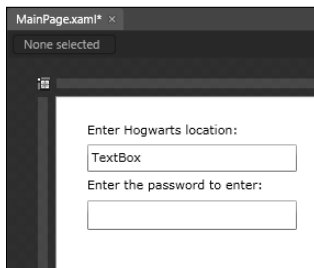 MainPage.xaml* ×
None selected
Enter Hogwarts location:
TextBox
Enter the password to enter: